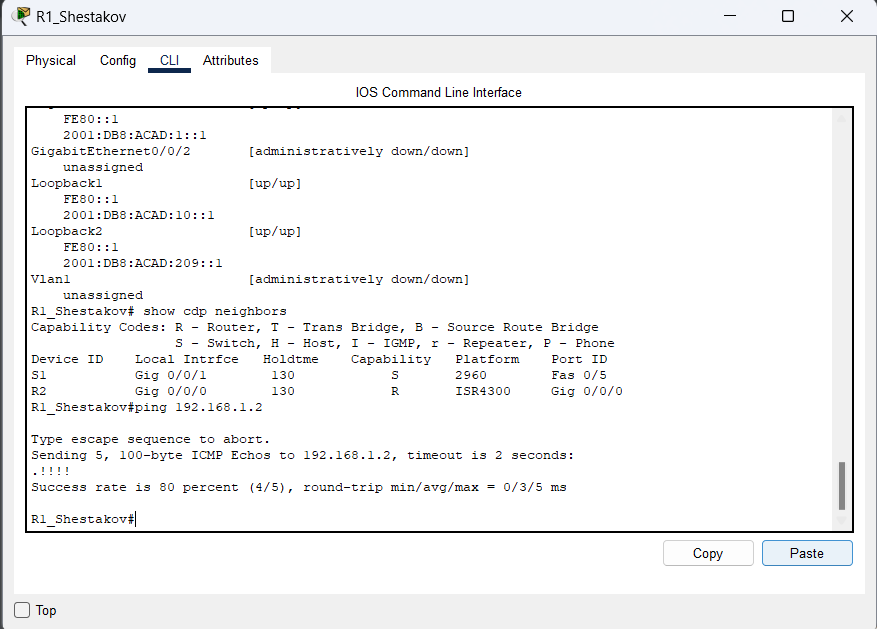 R1_Shestakov
Physical Config CLI Attributes
IOS Command Line Interface
FE80::1
2001:DB8:ACAD:1::1
GigabitEthernet0/0/2 [administratively down/down]
unassigned
Loopback1 [up/up]
FE80::1
2001:DB8:ACAD:10::1
Loopback2 [up/up]
FE80::1
2001:DB8:ACAD:209::1
Vlan1 [administratively down/down]
unassigned
R1_Shestakov# show cdp neighbors
Capability Codes: R - Router, T - Trans Bridge, B - Source Route Bridge
S - Switch, H - Host, I - IGMP, r - Repeater, P - Phone
Device ID Local Intrfce Holdtme Capability Platform Port ID
S1 Gig 0/0/1 130 S 2960 Fas 0/5
R2 Gig 0/0/0 130 R ISR4300 Gig 0/0/0
R1_Shestakov#ping 192.168.1.2
Type escape sequence to abort.
Sending 5, 100-byte ICMP Echos to 192.168.1.2, timeout is 2 seconds:
.!!!!
Success rate is 80 percent (4/5), round-trip min/avg/max = 0/3/5 ms
R1_Shestakov#
Copy Paste
Top